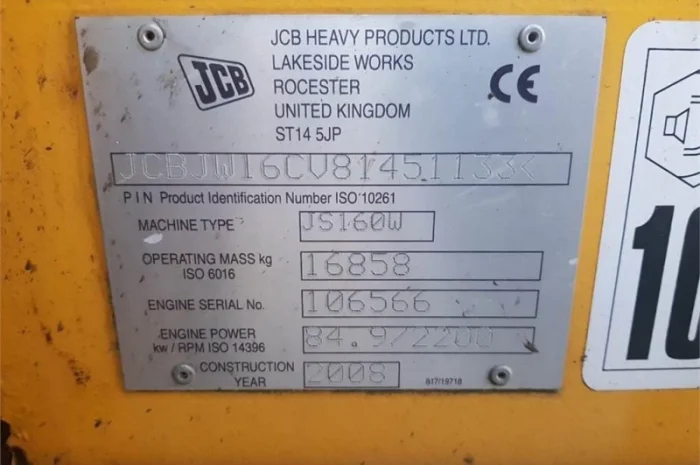 JCB
JCB HEAVY PRODUCTS LTD.
LAKESIDE WORKS
ROCESTER
UNITED KINGDOM
ST14 5JP
CE
JCBJW16CV81451133<
P I N Product Identification Number ISO 10261
MACHINE TYPE JS160W
OPERATING MASS kg
ISO 6016 16858
ENGINE SERIAL No. 106566
ENGINE POWER
kw / RPM ISO 14396 84.9/2200
CONSTRUCTION
YEAR 2008
817/19718